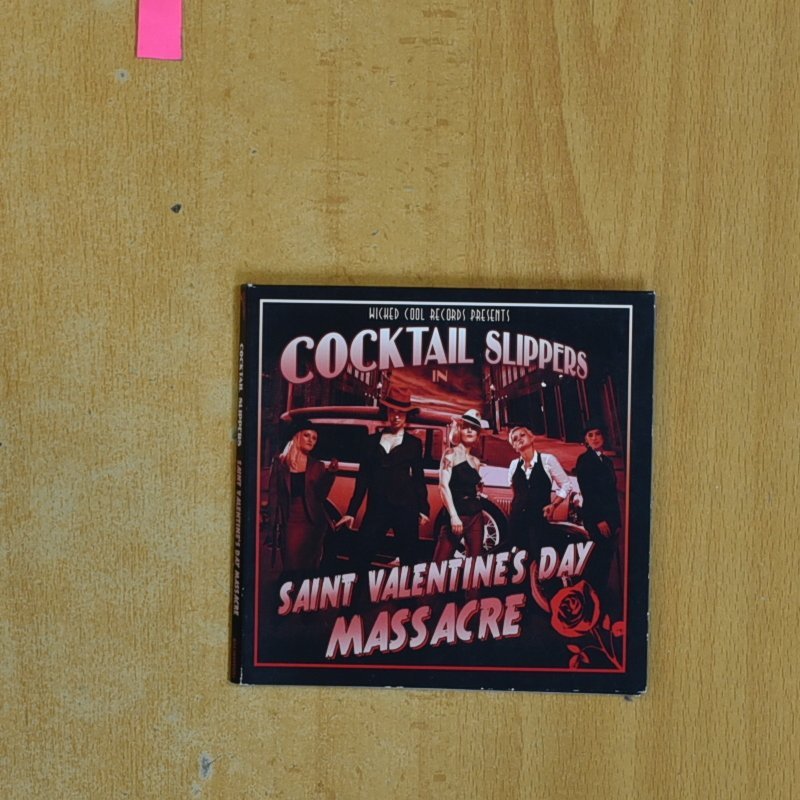 WICKED COOL RECORDS PRESENTS
COCKTAIL SLIPPERS
IN
SAINT VALENTINE'S DAY
MASSACRE
COCKTAIL SLIPPERS SAINT VALENTINE'S DAY MASSACRE